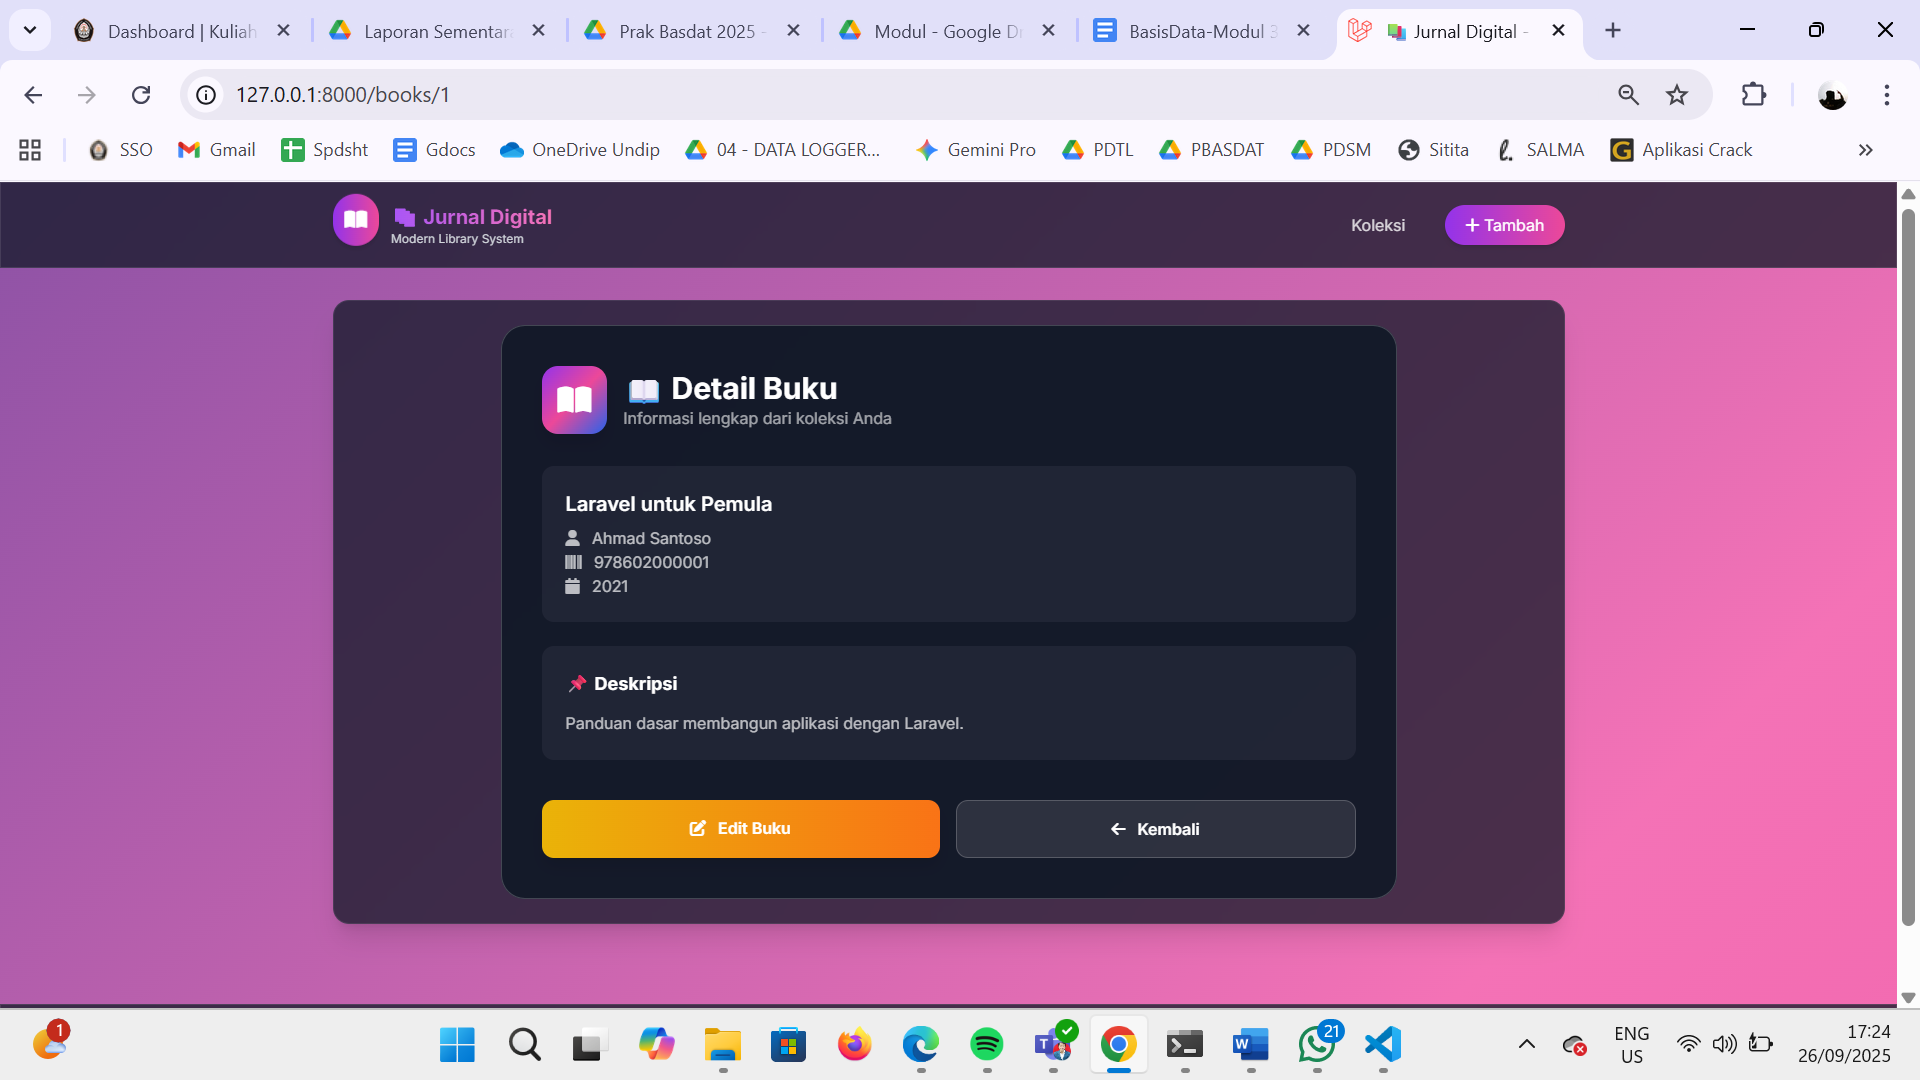 Dashboard | Kuliah
Laporan Sementara
Prak Basdat 2025 -
Modul - Google Dr
BasisData-Modul 3
Jurnal Digital -
127.0.0.1:8000/books/1
SSO
Gmail
Spdsht
Gdocs
OneDrive Undip
04 - DATA LOGGER...
Gemini Pro
PDTL
PBASDAT
PDSM
Sitita
SALMA
Aplikasi Crack
Jurnal Digital
Modern Library System
Koleksi
+ Tambah
Detail Buku
Informasi lengkap dari koleksi Anda
Laravel untuk Pemula
Ahmad Santoso
978602000001
2021
Deskripsi
Panduan dasar membangun aplikasi dengan Laravel.
Edit Buku
Kembali
1
21
ENG
US
17:24
26/09/2025